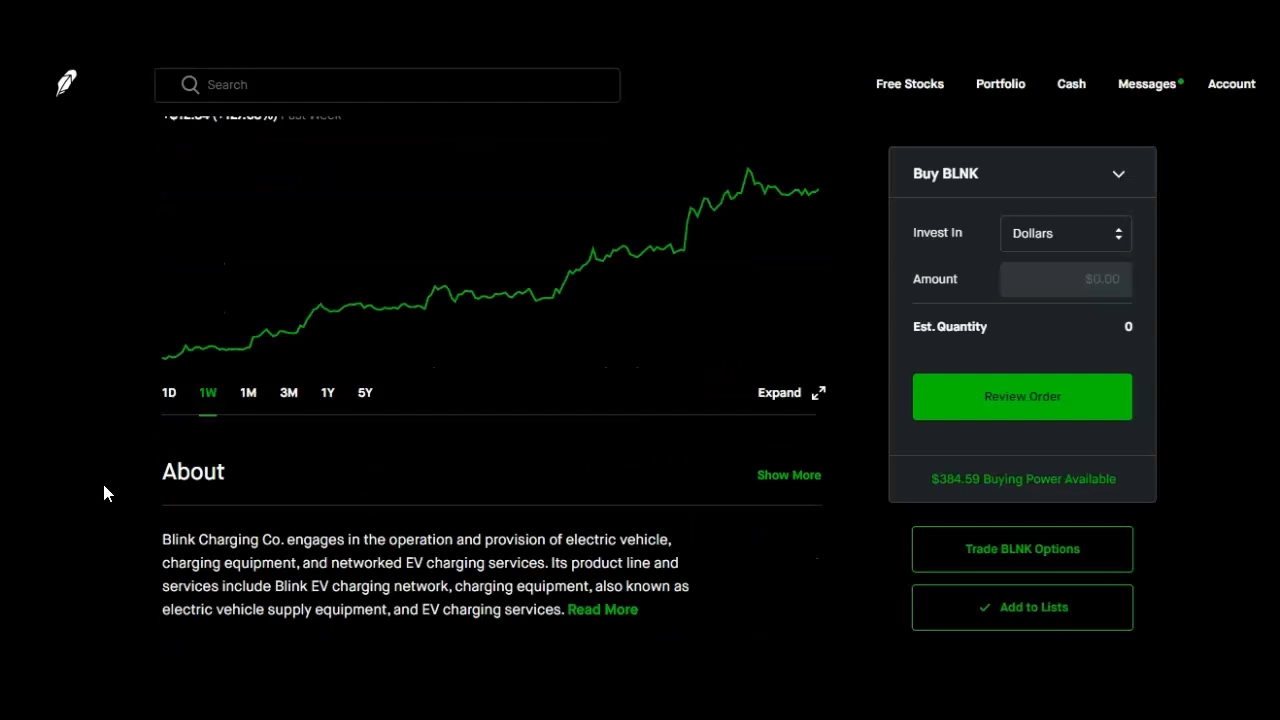 Search
Free Stocks
Portfolio
Cash
Messages
Account
Past Week
Buy BLNK
Invest In
Dollars
Amount
$0.00
Est. Quantity
0
Review Order
$384.59 Buying Power Available
Trade BLNK Options
Add to Lists
1D
1W
1M
3M
1Y
5Y
Expand
About
Show More
Blink Charging Co. engages in the operation and provision of electric vehicle,
charging equipment, and networked EV charging services. Its product line and
services include Blink EV charging network, charging equipment, also known as
electric vehicle supply equipment, and EV charging services. Read More